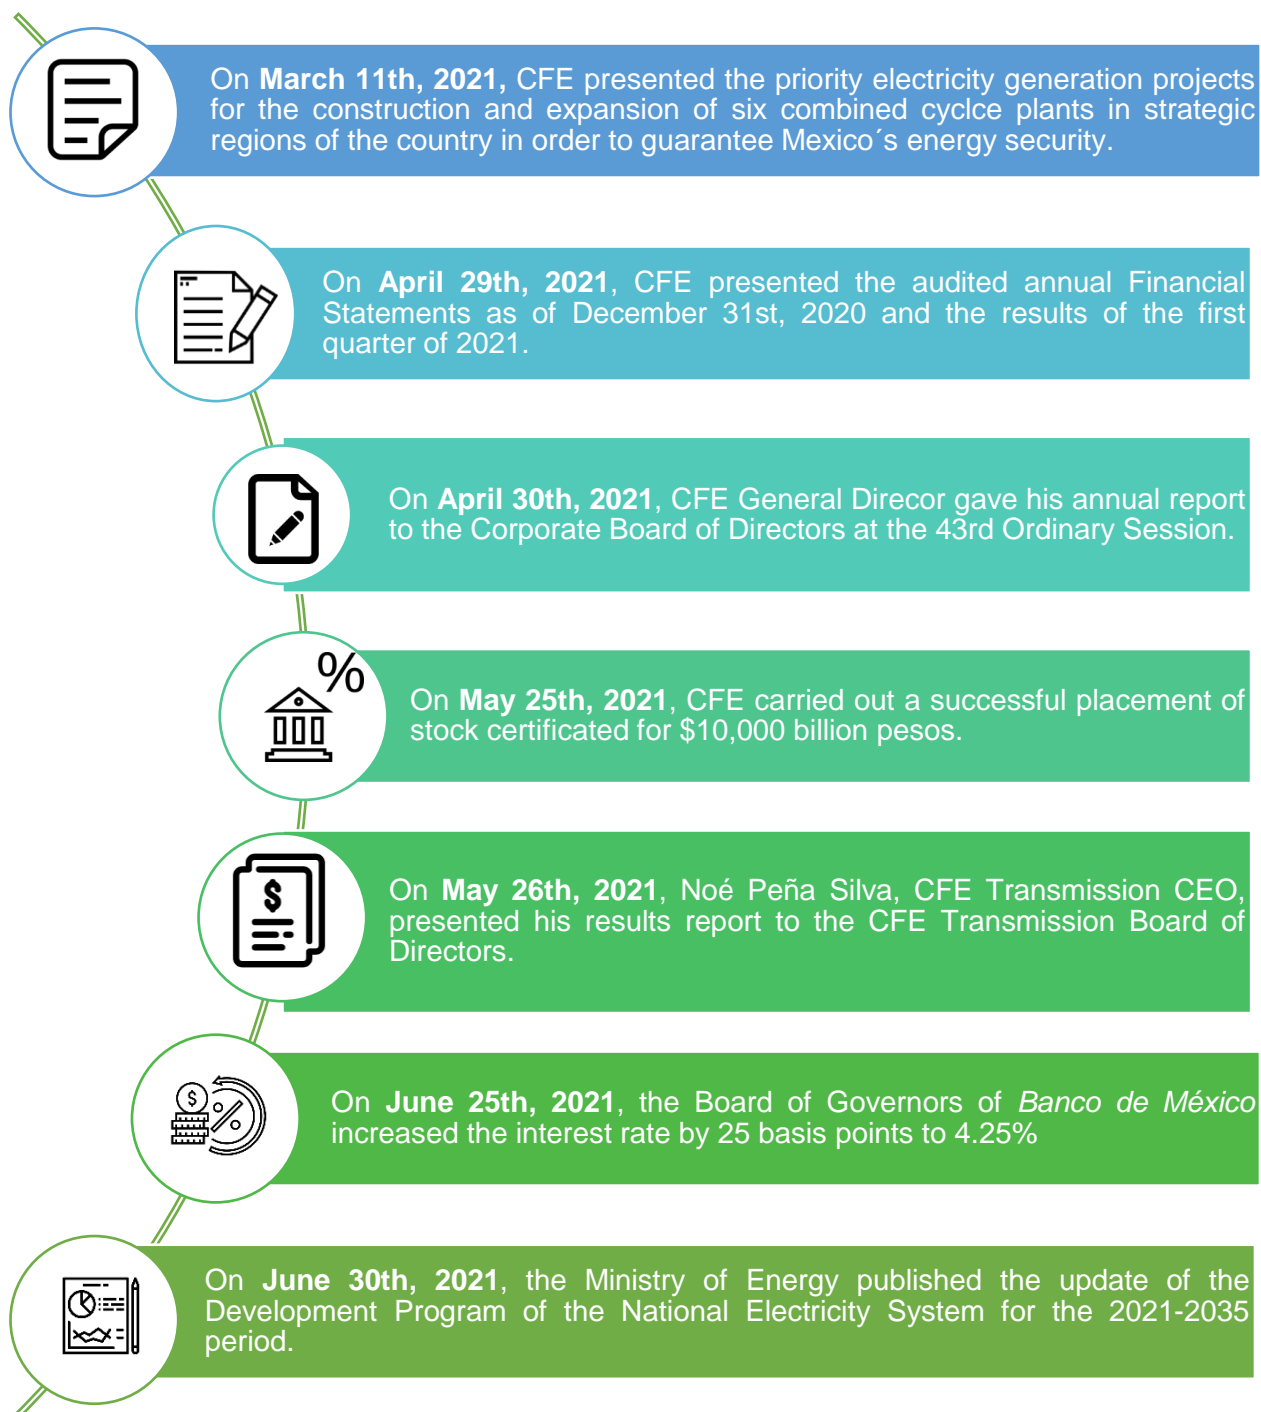 On March 11th, 2021, CFE presented the priority electricity generation projects
for the construction and expansion of six combined cyclce plants in strategic
regions of the country in order to guarantee Mexico´s energy security.
On April 29th, 2021, CFE presented the audited annual Financial
Statements as of December 31st, 2020 and the results of the first
quarter of 2021.
On April 30th, 2021, CFE General Direcor gave his annual report
to the Corporate Board of Directors at the 43rd Ordinary Session.
%
On May 25th, 2021, CFE carried out a successful placement of
stock certificated for $10,000 billion pesos.
$
On May 26th, 2021, Noé Peña Silva, CFE Transmission CEO,
presented his results report to the CFE Transmission Board of
Directors.
$ %
On June 25th, 2021, the Board of Governors of Banco de México
increased the interest rate by 25 basis points to 4.25%
On June 30th, 2021, the Ministry of Energy published the update of the
Development Program of the National Electricity System for the 2021-2035
period.